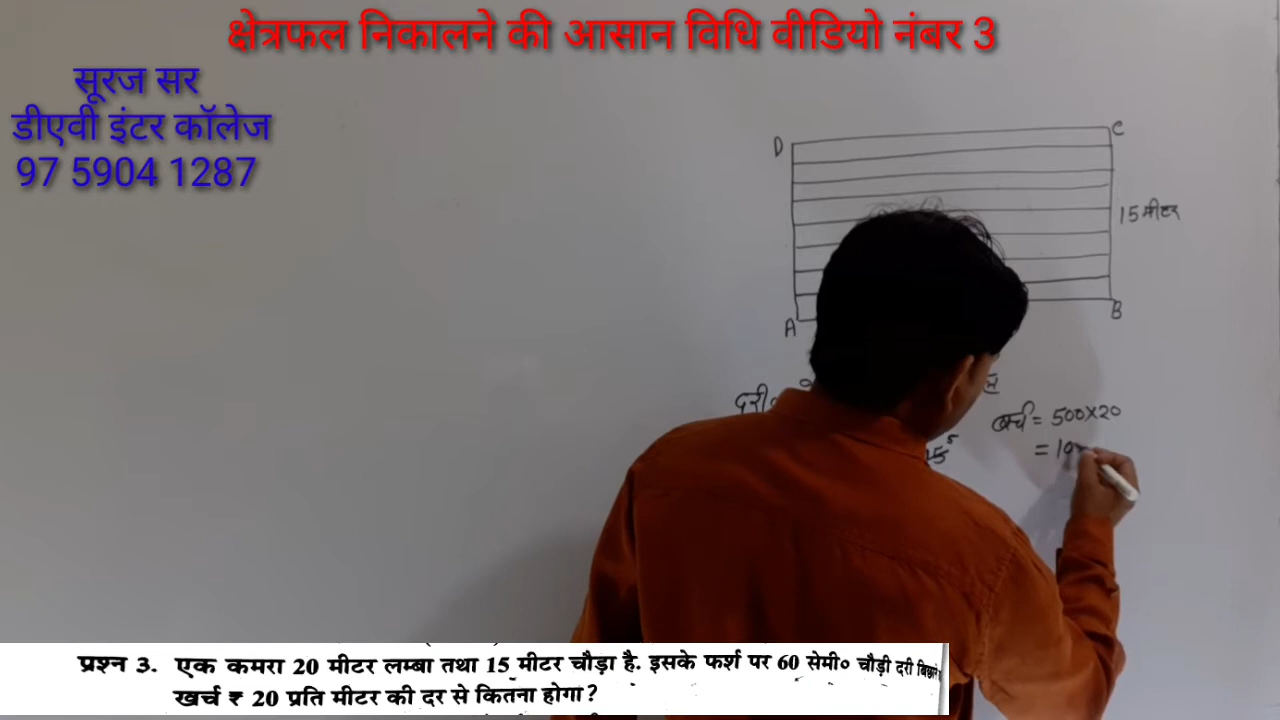 क्षेत्रफल निकालने की आसान विधि वीडियो नंबर 3
सूरज सर
डीएवी इंटर कॉलेज
97 5904 1287
D
C
15 मीटर
A
B
दरी
खर्च = 500×20
= 10
प्रश्न 3. एक कमरा 20 मीटर लम्बा तथा 15 मीटर चौड़ा है. इसके फर्श पर 60 सेमी० चौड़ी दरी बिछाने
खर्च ₹ 20 प्रति मीटर की दर से कितना होगा?